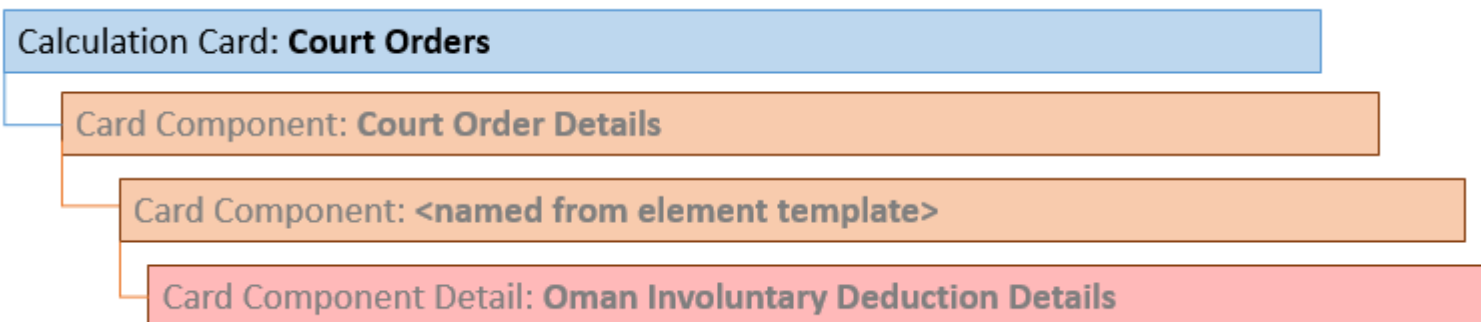 Calculation Card: Court Orders
Card Component: Court Order Details
Card Component: <named from element template>
Card Component Detail: Oman Involuntary Deduction Details